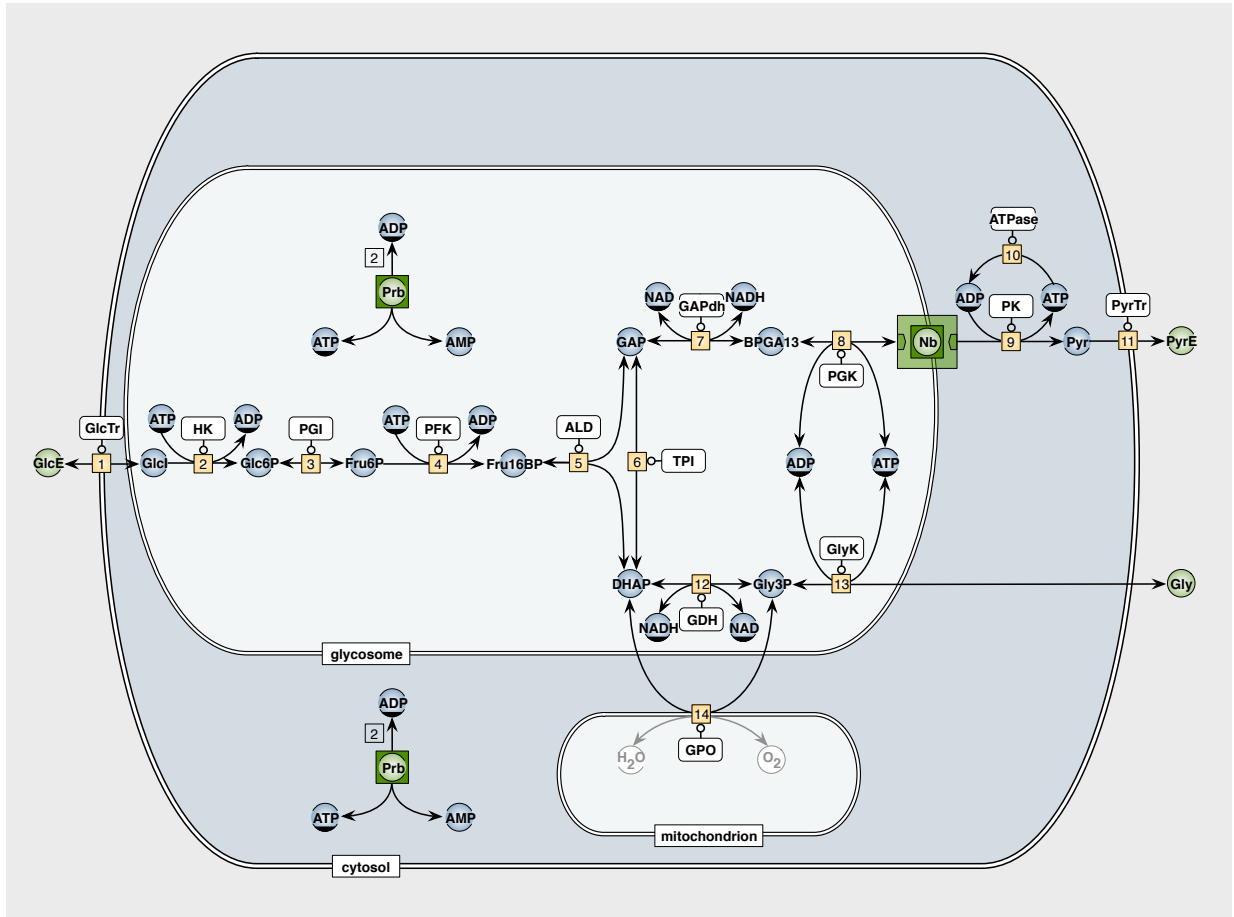 ATPase
10
ADP
2
Prb
ATP
AMP
NAD
GAPdh
NADH
ADP
PK
ATP
PyrTr
GAP
7
BPGA13
8
Nb
9
Pyr
11
PyrE
PGK
GlcTr
ATP
HK
ADP
PGI
ATP
PFK
ADP
ALD
GlcE
1
GlcI
2
Glc6P
3
Fru6P
4
Fru16BP
5
6
TPI
ADP
ATP
GlyK
DHAP
12
Gly3P
13
Gly
NADH
GDH
NAD
glycosome
ADP
2
Prb
ATP
AMP
14
H2O
GPO
O2
mitochondrion
cytosol